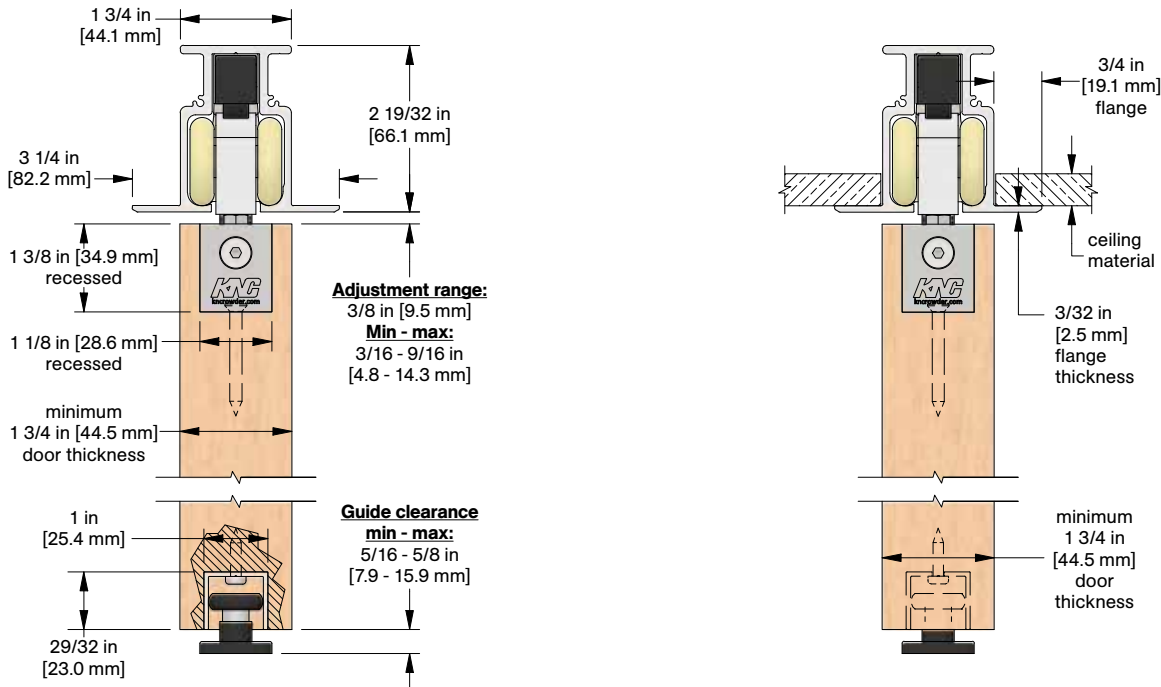 1 3/4 in
[44.1 mm]
2 19/32 in
[66.1 mm]
3 1/4 in
[82.2 mm]
1 3/8 in [34.9 mm]
recessed
KNC
kncrowder.com
1 1/8 in [28.6 mm]
recessed
Adjustment range:
3/8 in [9.5 mm]
Min - max:
3/16 - 9/16 in
[4.8 - 14.3 mm]
minimum
1 3/4 in [44.5 mm]
door thickness
1 in
[25.4 mm]
Guide clearance
min - max:
5/16 - 5/8 in
[7.9 - 15.9 mm]
29/32 in
[23.0 mm]
3/4 in
[19.1 mm]
flange
ceiling
material
KNC
kncrowder.com
3/32 in
[2.5 mm]
flange
thickness
minimum
1 3/4 in
[44.5 mm]
door
thickness